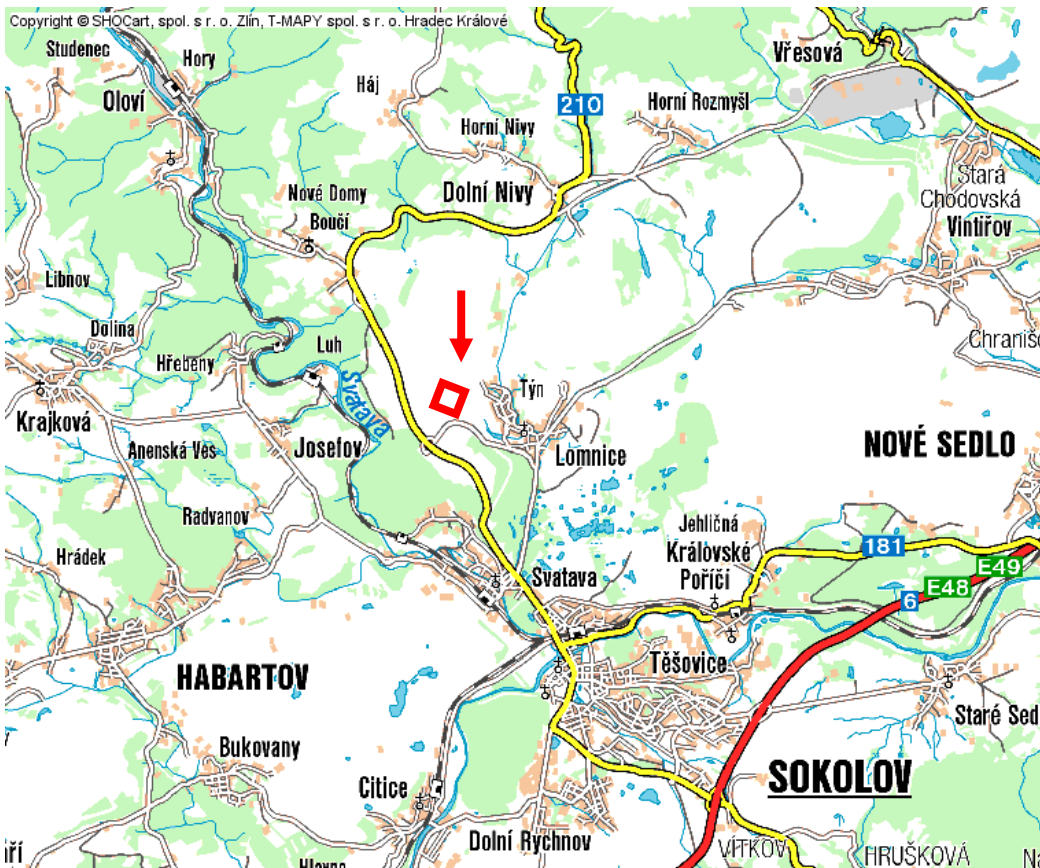 Copyright © SHOCart, spol. s r. o. Zlín, T-MAPY spol. s r. o. Hradec Králové
Studenec
Hory
Vřesová
Oloví
Háj
210
Horní Rozmyšl
Horní Nivy
Stará
Chodovská
Nové Domy
Dolní Nivy
Boučí
Vintířov
Libnov
Dolina
Luh
Chraniš
Hřebeny
Svatava
Týn
Krajková
Josefov
Anenská Ves
Lomnice
NOVÉ SEDLO
Radvanov
Jehličná
Královské
Poříčí
181
E49
Hrádek
Svatava
E48
6
Těšovice
HABARTOV
Staré Sed
Bukovany
SOKOLOV
Citice
Dolní Rychnov
VÍTKOV
HRUŠKOVÁ